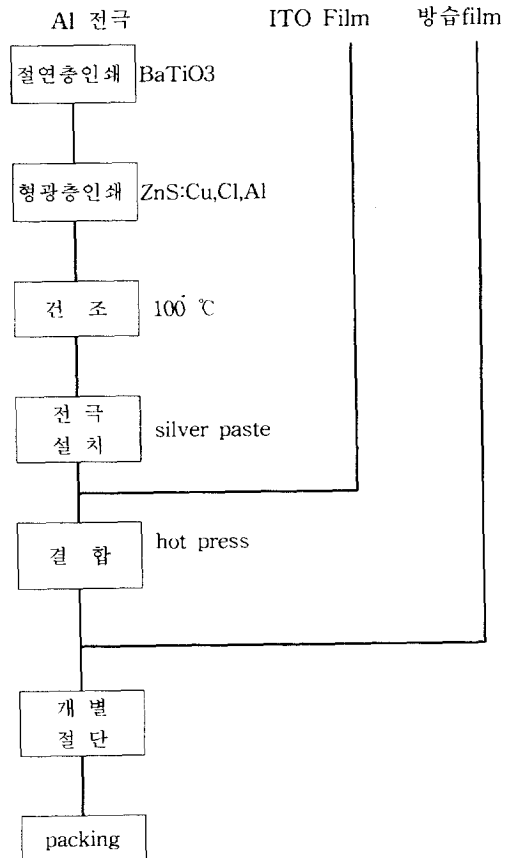 Al 전극 ITO Film 방습film
절연층인쇄 BaTiO3
형광층인쇄 ZnS:Cu,Cl,Al
건 조 100 ℃
전 극
설 치
silver paste
결 합
hot press
개 별
절 단
packing